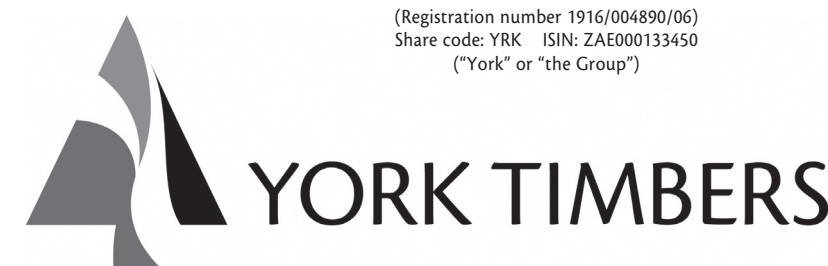 (Registration number 1916/004890/06)
Share code: YRK ISIN: ZAE000133450
("York" or "the Group")
YORK TIMBERS